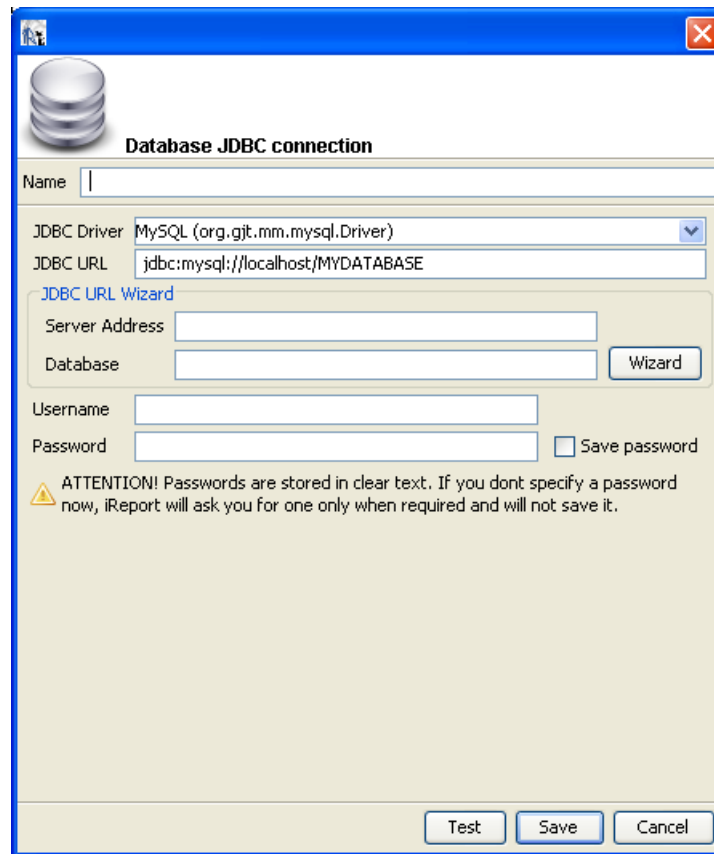 Database JDBC connection
Name
JDBC Driver MySQL (org.gjt.mm.mysql.Driver)
JDBC URL jdbc:mysql://localhost/MYDATABASE
JDBC URL Wizard
Server Address
Database Wizard
Username
Password Save password
ATTENTION! Passwords are stored in clear text. If you dont specify a password
now, iReport will ask you for one only when required and will not save it.
Test Save Cancel